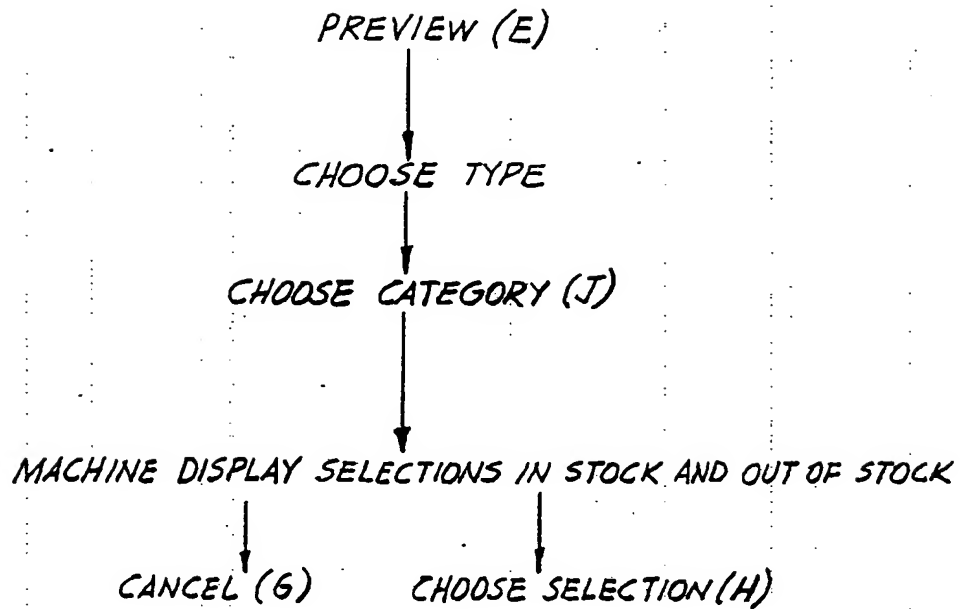 PREVIEW (E)
CHOOSE TYPE
CHOOSE CATEGORY (J)
MACHINE DISPLAY SELECTIONS IN STOCK AND OUT OF STOCK
CANCEL (G) CHOOSE SELECTION (H)